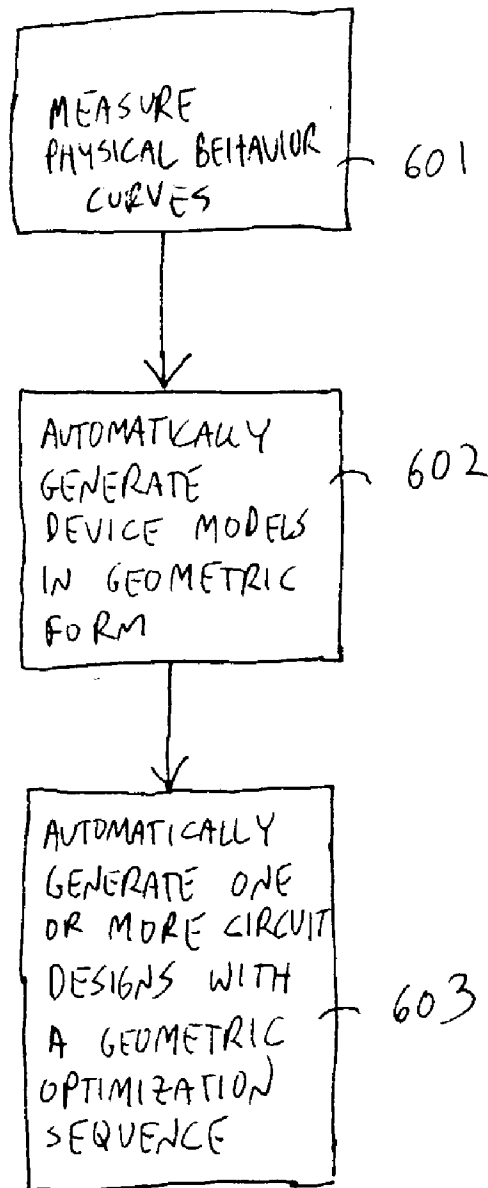 MEASURE
PHYSICAL BEHAVIOR
CURVES
601
AUTOMATICALLY
GENERATE
DEVICE MODELS
IN GEOMETRIC
FORM
602
AUTOMATICALLY
GENERATE ONE
OR MORE CIRCUIT
DESIGNS WITH
A GEOMETRIC
OPTIMIZATION
SEQUENCE
603